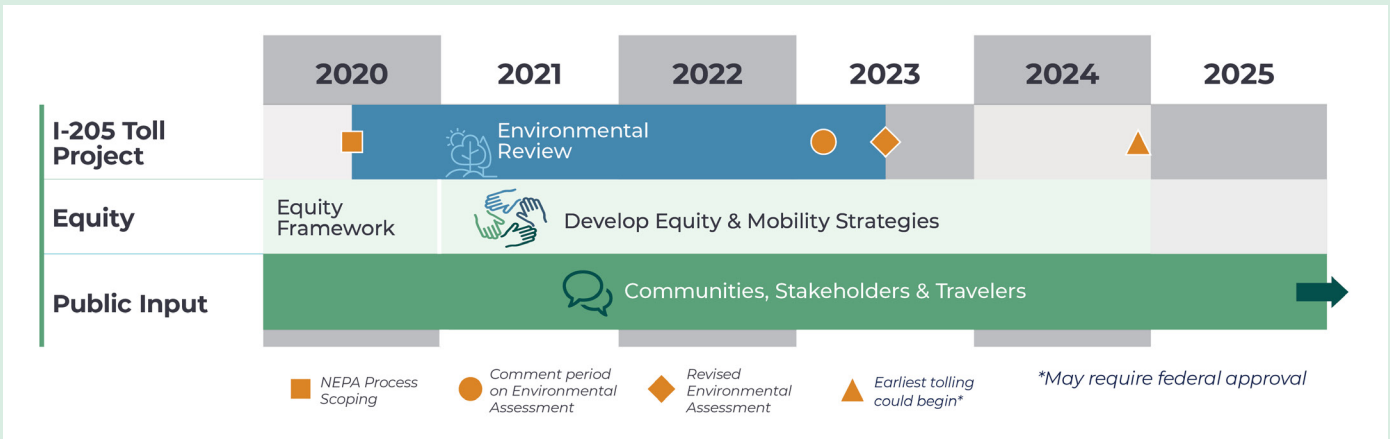 2020
2021
2022
2023
2024
2025
I-205 Toll
Project
Environmental
Review
Equity
Equity
Framework
Develop Equity & Mobility Strategies
Public Input
Communities, Stakeholders & Travelers
NEPA Process
Scoping
Comment period
on Environmental
Assessment
Revised
Environmental
Assessment
Earliest tolling
could begin*
*May require federal approval